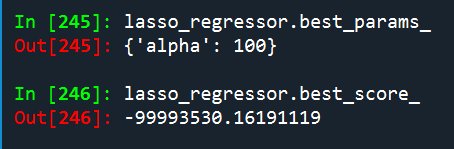 In [245]: lasso_regressor.best_params_
Out[245]: {'alpha': 100}
In [246]: lasso_regressor.best_score_
Out[246]: -99993530.16191119